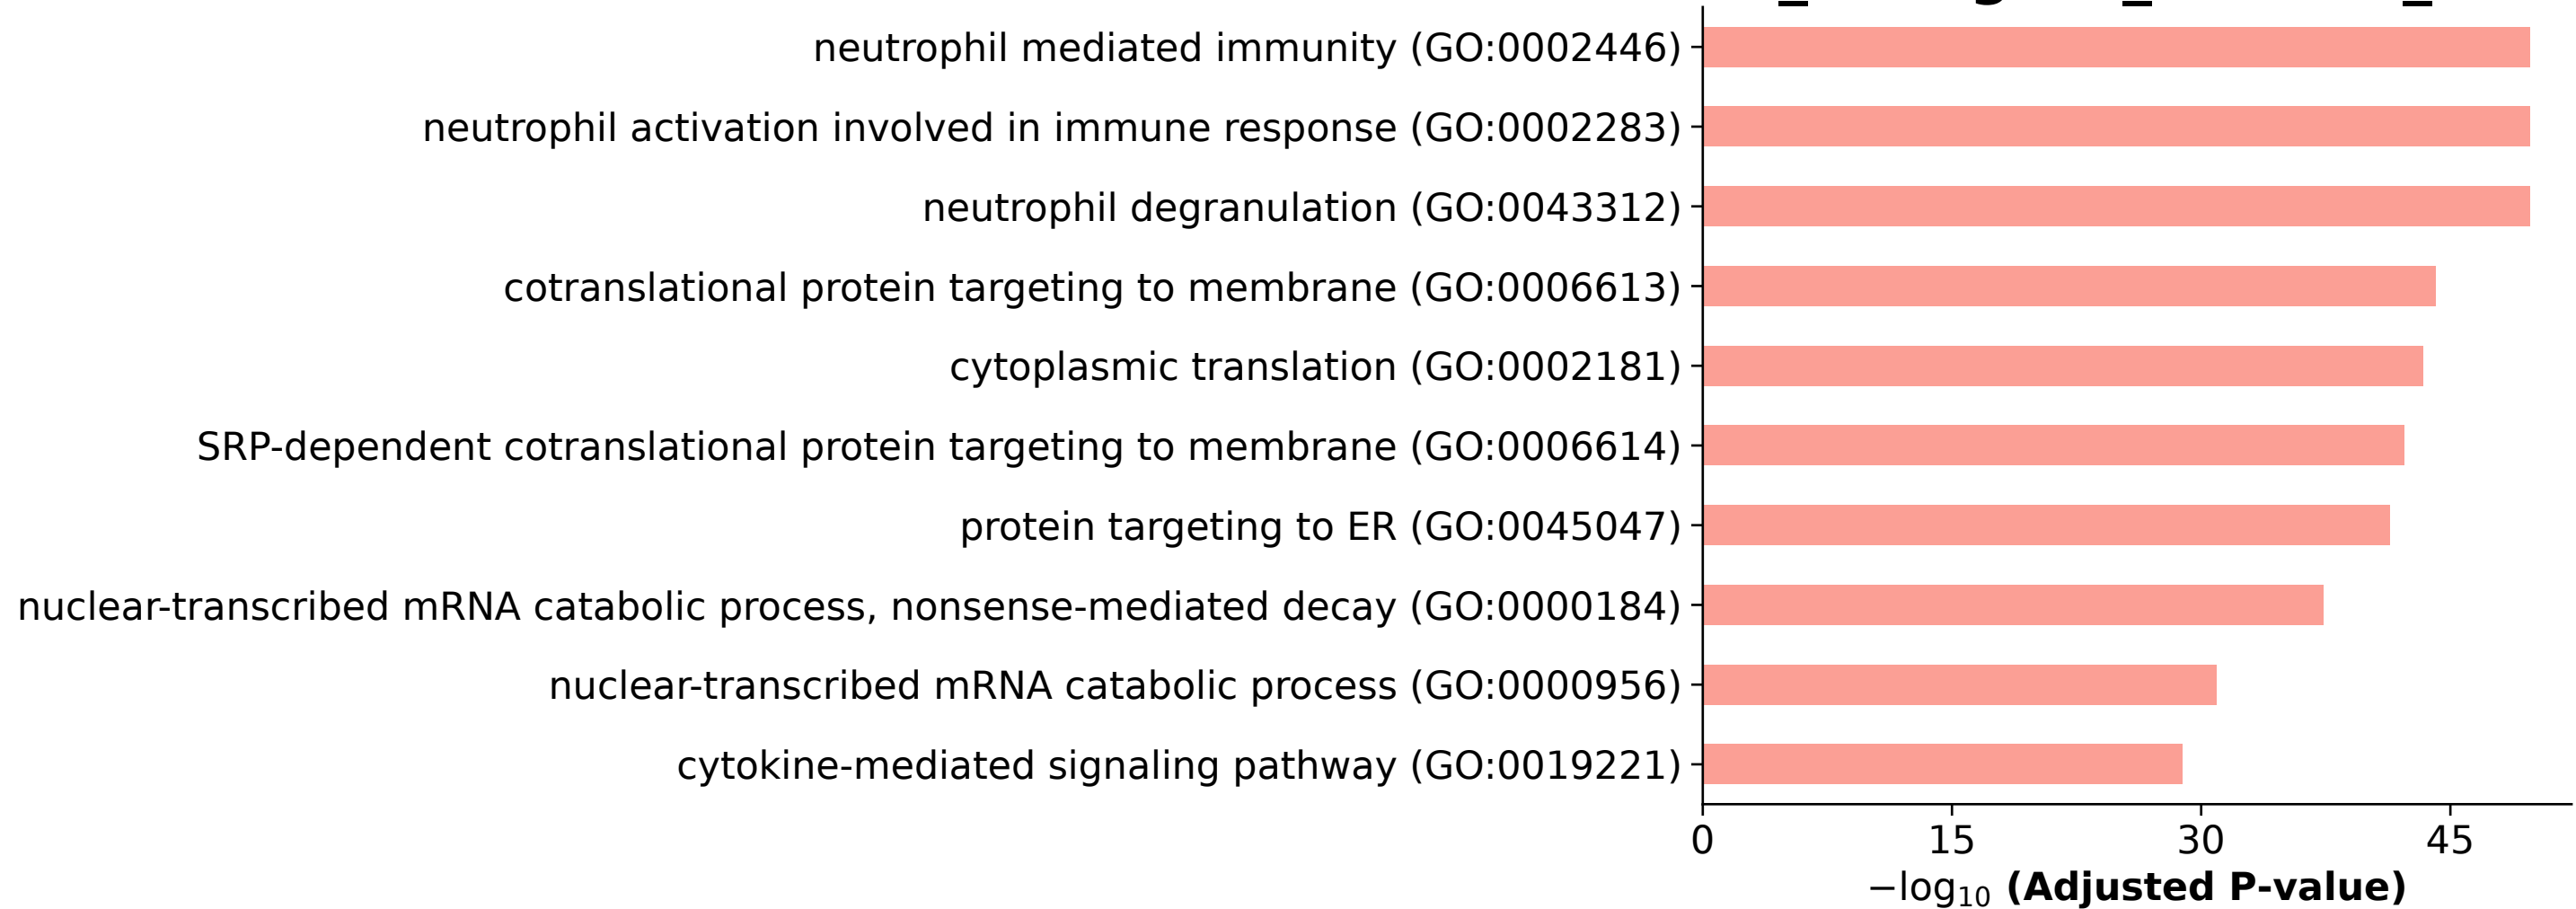 neutrophil mediated immunity (GO:0002446)
neutrophil activation involved in immune response (GO:0002283)
neutrophil degranulation (GO:0043312)
cotranslational protein targeting to membrane (GO:0006613)
cytoplasmic translation (GO:0002181)
SRP-dependent cotranslational protein targeting to membrane (GO:0006614)
protein targeting to ER (GO:0045047)
nuclear-transcribed mRNA catabolic process, nonsense-mediated decay (GO:0000184)
nuclear-transcribed mRNA catabolic process (GO:0000956)
cytokine-mediated signaling pathway (GO:0019221)
0 15 30 45
−log₁₀ (Adjusted P-value)